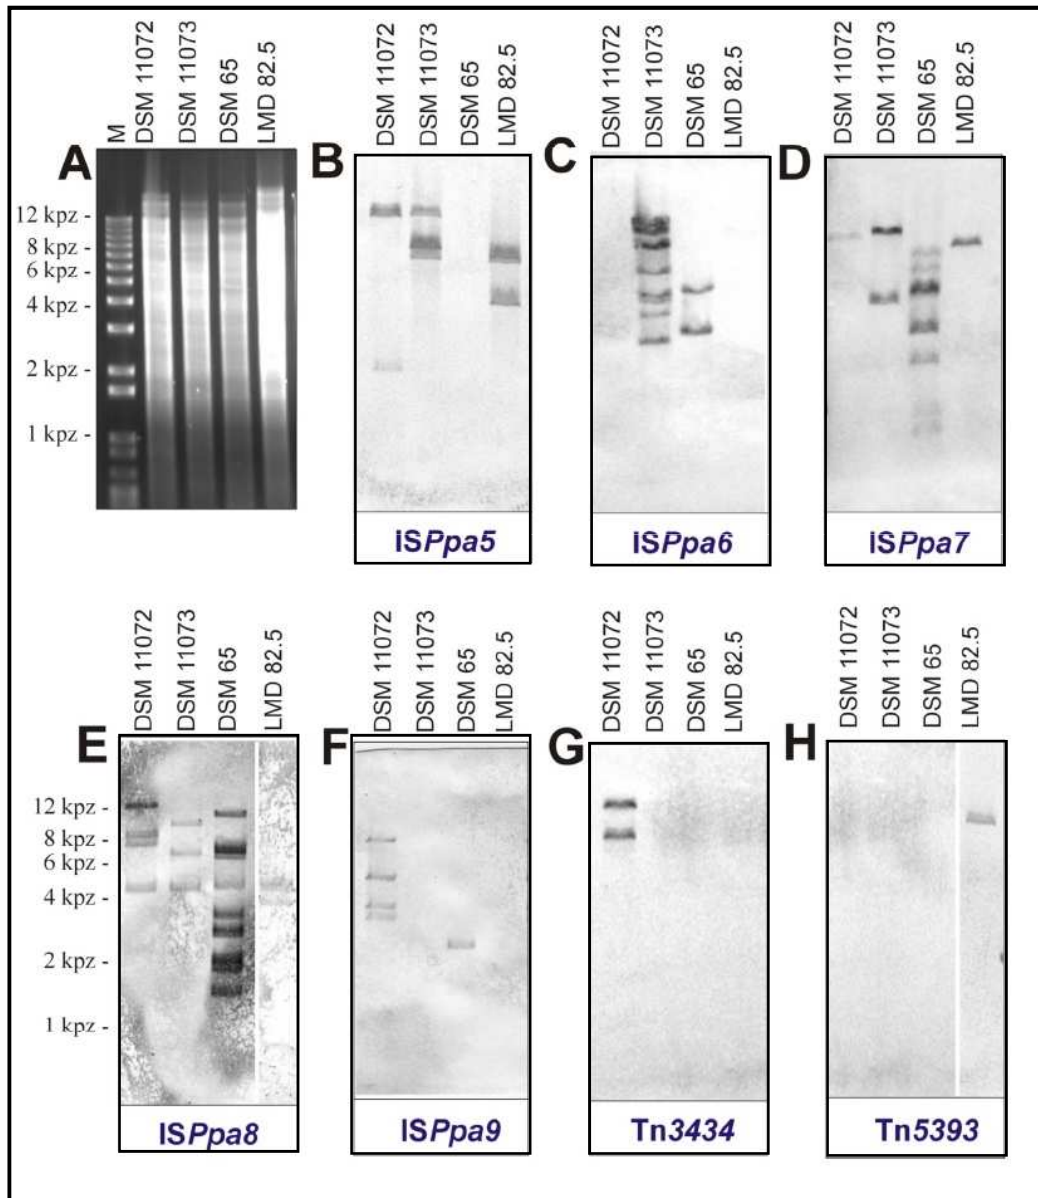 M
DSM 11072
DSM 11073
DSM 65
LMD 82.5
A
12 kpz -
8 kpz -
6 kpz -
4 kpz -
2 kpz -
1 kpz -
DSM 11072
DSM 11073
DSM 65
LMD 82.5
B
ISPpa5
DSM 11072
DSM 11073
DSM 65
LMD 82.5
C
ISPpa6
DSM 11072
DSM 11073
DSM 65
LMD 82.5
D
ISPpa7
DSM 11072
DSM 11073
DSM 65
LMD 82.5
E
12 kpz -
8 kpz -
6 kpz -
4 kpz -
2 kpz -
1 kpz -
ISPpa8
DSM 11072
DSM 11073
DSM 65
LMD 82.5
F
ISPpa9
DSM 11072
DSM 11073
DSM 65
LMD 82.5
G
Tn3434
DSM 11072
DSM 11073
DSM 65
LMD 82.5
H
Tn5393